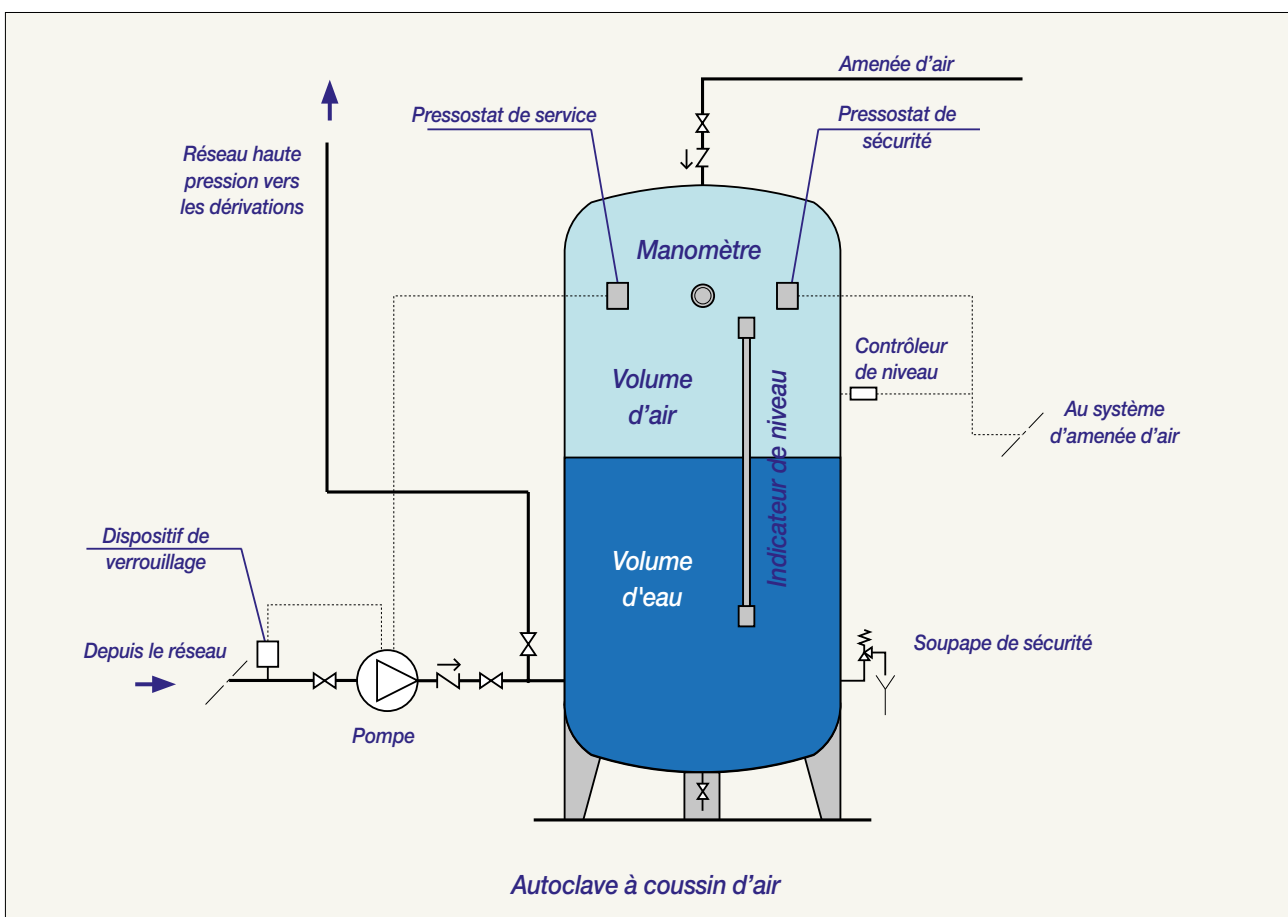 Amenée d’air
Pressostat de service
Pressostat de
sécurité
Réseau haute
pression vers
les dérivations
Manomètre
Contrôleur
de niveau
Volume
d’air
Indicateur de niveau
Au système
d’amenée d’air
Dispositif de
verrouillage
Volume
d'eau
Depuis le réseau
Soupape de sécurité
Pompe
Autoclave à coussin d’air